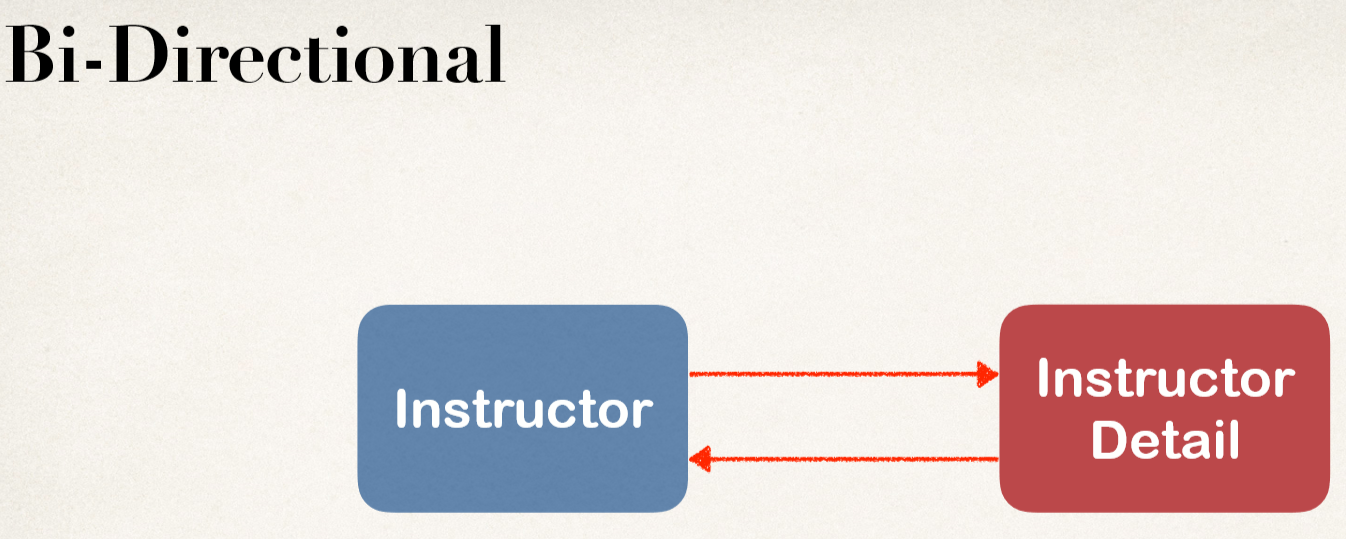 Bi-Directional
Instructor
Instructor
Detail